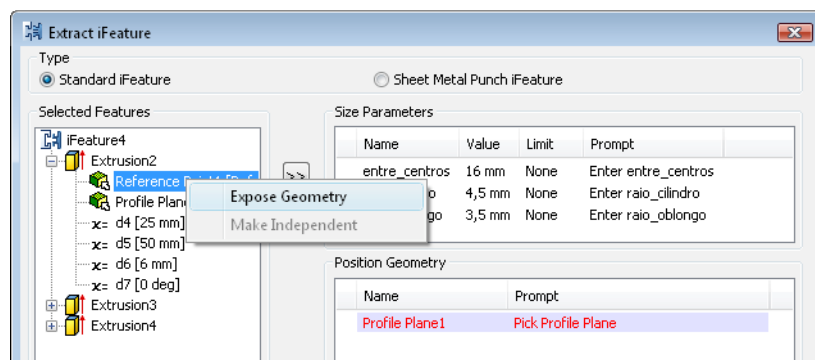 Extract iFeature
Type
Standard iFeature
Sheet Metal Punch iFeature
Selected Features
iFeature4
Extrusion2
Reference
Profile Plan
x= d4 [25 mm]
x= d5 [50 mm]
x= d6 [6 mm]
x= d7 [0 deg]
Extrusion3
Extrusion4
>>
Expose Geometry
Make Independent
Size Parameters
Name Value Limit Prompt
entre_centros 16 mm None Enter entre_centros
o 4,5 mm None Enter raio_cilindro
go 3,5 mm None Enter raio_oblongo
Position Geometry
Name Prompt
Profile Plane1 Pick Profile Plane